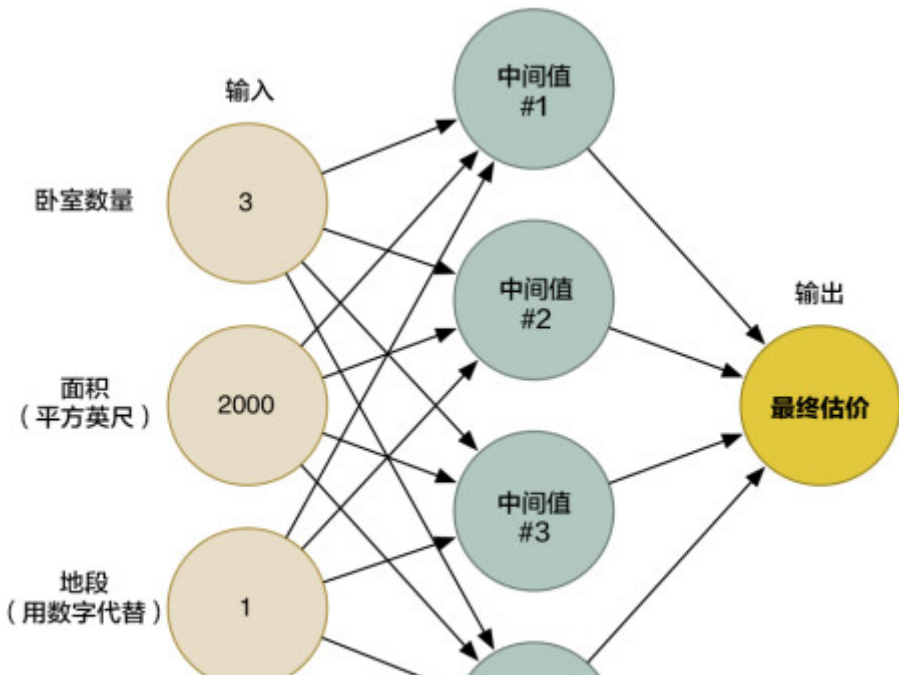 输入
卧室数量
3
面积
（平方英尺）
2000
地段
（用数字代替）
1
中间值
#1
中间值
#2
中间值
#3
输出
最终估价